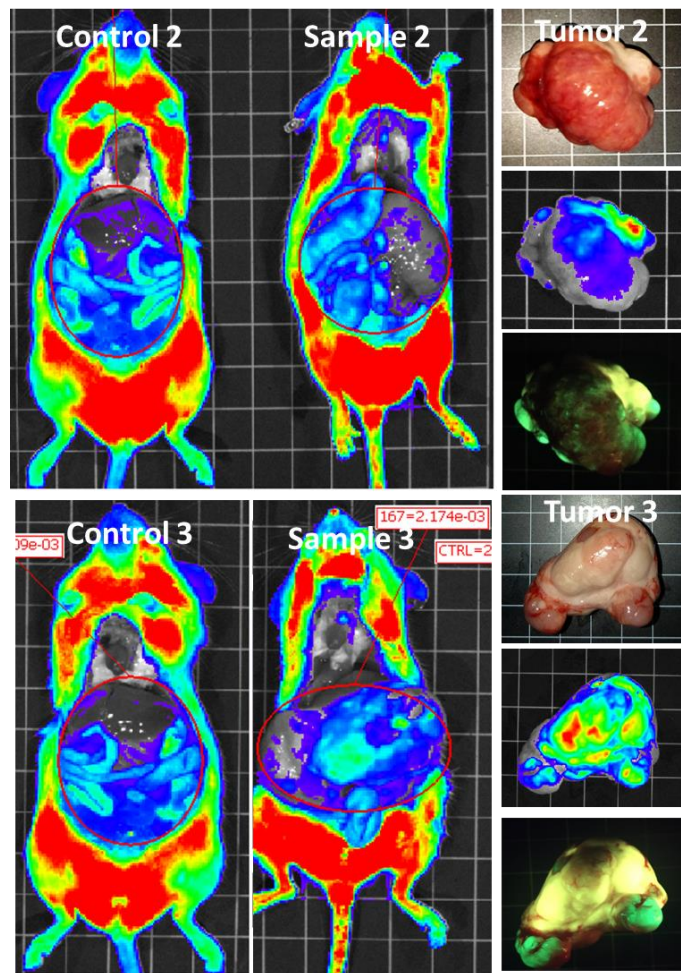 Control 2
Sample 2
Tumor 2
Control 3
09e-03
Sample 3
167=2.174e-03
CTRL=2
Tumor 3